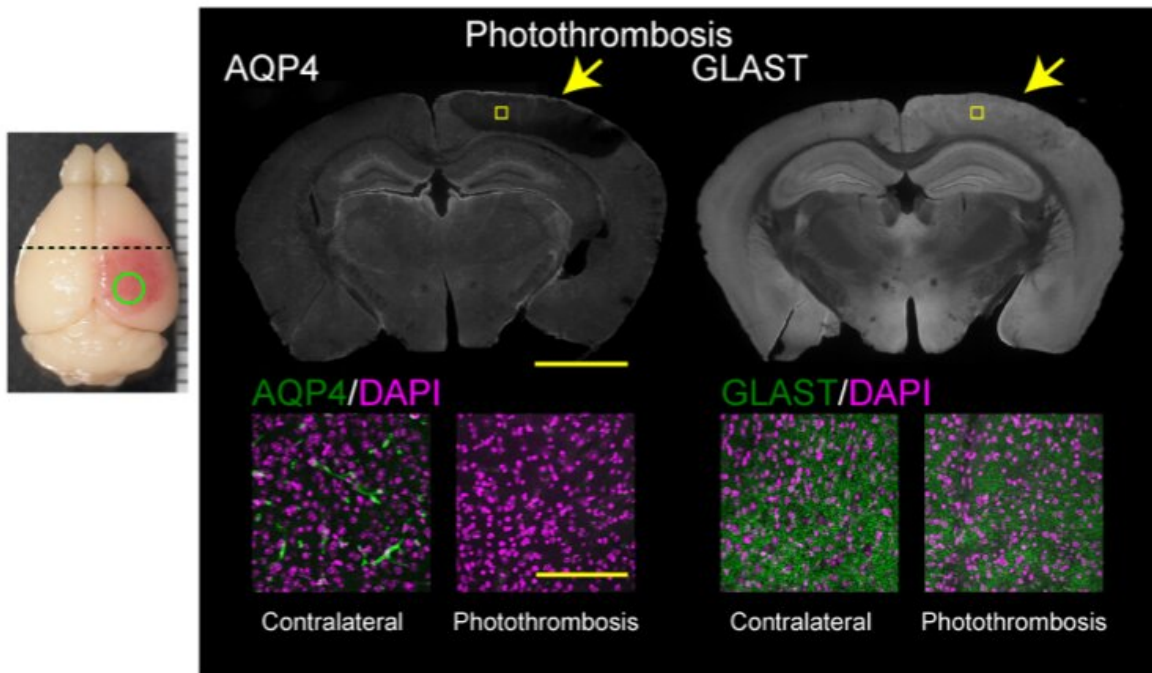 Photothrombosis
AQP4
GLAST
AQP4/DAPI
GLAST/DAPI
Contralateral
Photothrombosis
Contralateral
Photothrombosis